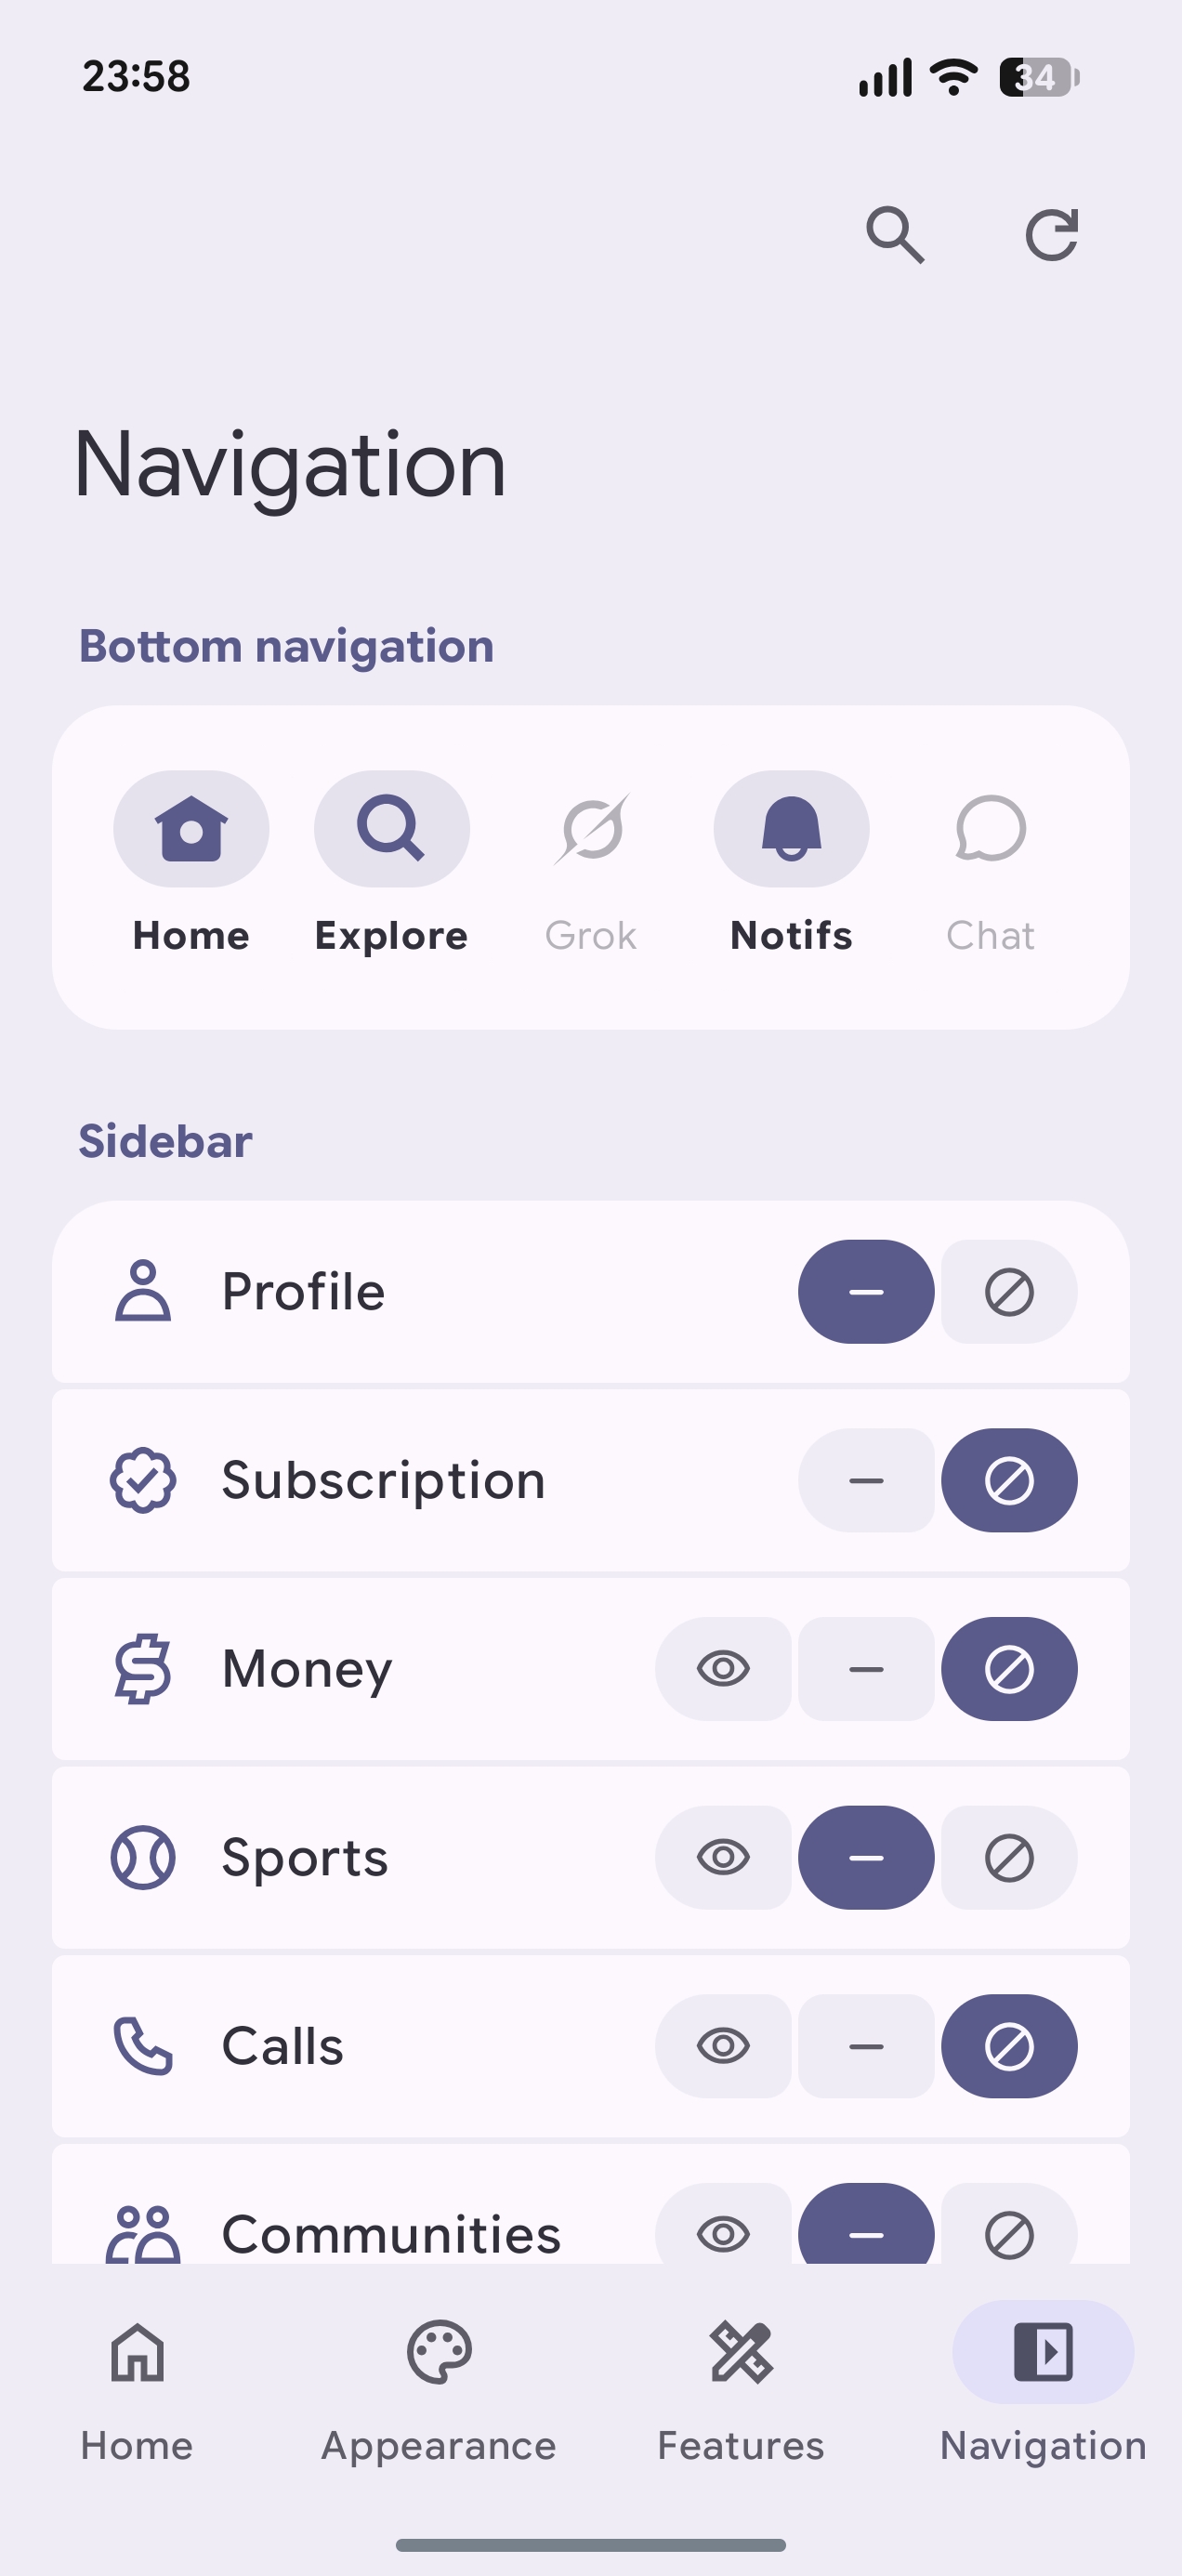 23:58
34
Navigation
Bottom navigation
Home Explore Grok Notifs Chat
Sidebar
Profile
Subscription
Money
Sports
Calls
Communities
Home Appearance Features Navigation